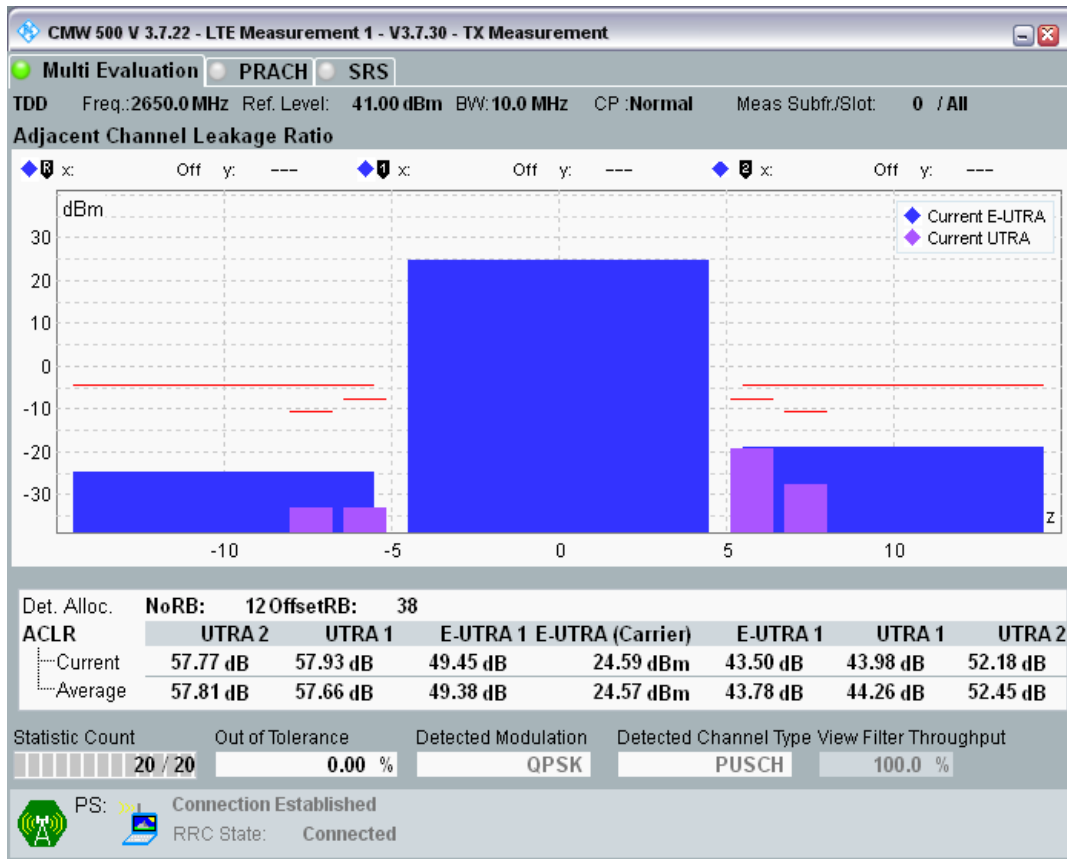 CMW 500 V 3.7.22 - LTE Measurement 1 - V3.7.30 - TX Measurement
Multi Evaluation PRACH SRS
TDD Freq.:2650.0 MHz Ref. Level: 41.00 dBm BW:10.0 MHz CP :Normal Meas Subfr./Slot: 0 / All
Adjacent Channel Leakage Ratio
R x: Off y: --- 1 x: Off y: --- 2 x: Off y: ---
dBm
Current E-UTRA
Current UTRA
30
20
10
0
-10
-20
-30
z
-10 -5 0 5 10
Det. Alloc. NoRB: 12 OffsetRB: 38
ACLR UTRA 2 UTRA 1 E-UTRA 1 E-UTRA (Carrier) E-UTRA 1 UTRA 1 UTRA 2
Current 57.77 dB 57.93 dB 49.45 dB 24.59 dBm 43.50 dB 43.98 dB 52.18 dB
Average 57.81 dB 57.66 dB 49.38 dB 24.57 dBm 43.78 dB 44.26 dB 52.45 dB
Statistic Count Out of Tolerance Detected Modulation Detected Channel Type View Filter Throughput
20 / 20 0.00 % QPSK PUSCH 100.0 %
PS: Connection Established
RRC State: Connected